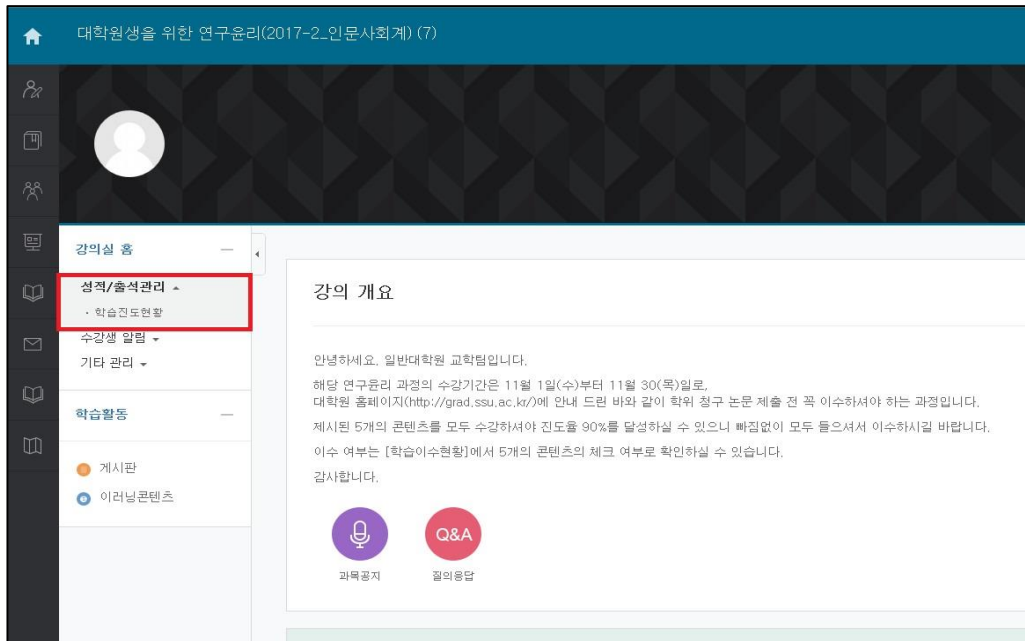 대학원생을 위한 연구윤리(2017-2_인문사회계) (7)
강의실 홈
성적/출석관리
· 학습진도현황
수강생 알림
기타 관리
학습활동
게시판
이러닝콘텐츠
강의 개요
안녕하세요. 일반대학원 교학팀입니다.
해당 연구윤리 과정의 수강기간은 11월 1일(수)부터 11월 30(목)일로,
대학원 홈페이지(http://grad.ssu.ac.kr/)에 안내 드린 바와 같이 학위 청구 논문 제출 전 꼭 이수하셔야 하는 과정입니다.
제시된 5개의 콘텐츠를 모두 수강하셔야 진도율 90%를 달성하실 수 있으니 빠짐없이 모두 들으셔서 이수하시길 바랍니다.
이수 여부는 [학습이수현황]에서 5개의 콘텐츠의 체크 여부로 확인하실 수 있습니다.
감사합니다.
Q&A
과목공지
질의응답